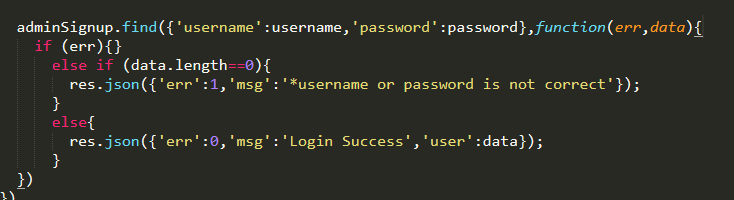 adminSignup.find({'username':username,'password':password},function(err,data){
if (err){}
else if (data.length==0){
res.json({'err':1,'msg':'*username or password is not correct'});
}
else{
res.json({'err':0,'msg':'Login Success','user':data});
}
})
})